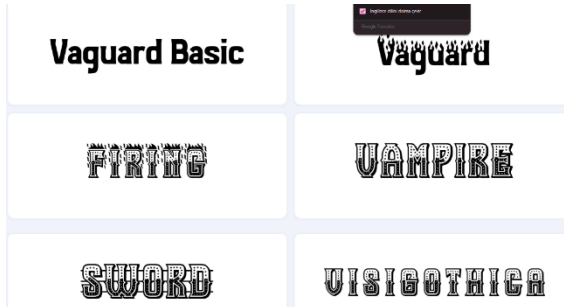 Vaguard Basic
Vaguard
FIRING
VAMPIRE
SWORD
VISIGOTHICA